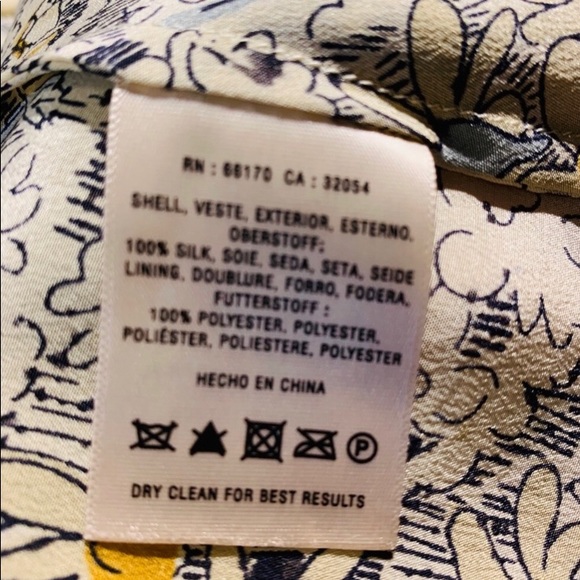 RN : 66170 CA : 32054
SHELL, VESTE, EXTERIOR, ESTERNO,
OBERSTOFF:
100% SILK, SOIE, SEDA, SETA, SEIDE
LINING, DOUBLURE, FORRO, FODERA,
FUTTERSTOFF :
100% POLYESTER, POLYESTER,
POLIÉSTER, POLIESTERE, POLYESTER
HECHO EN CHINA
P
DRY CLEAN FOR BEST RESULTS